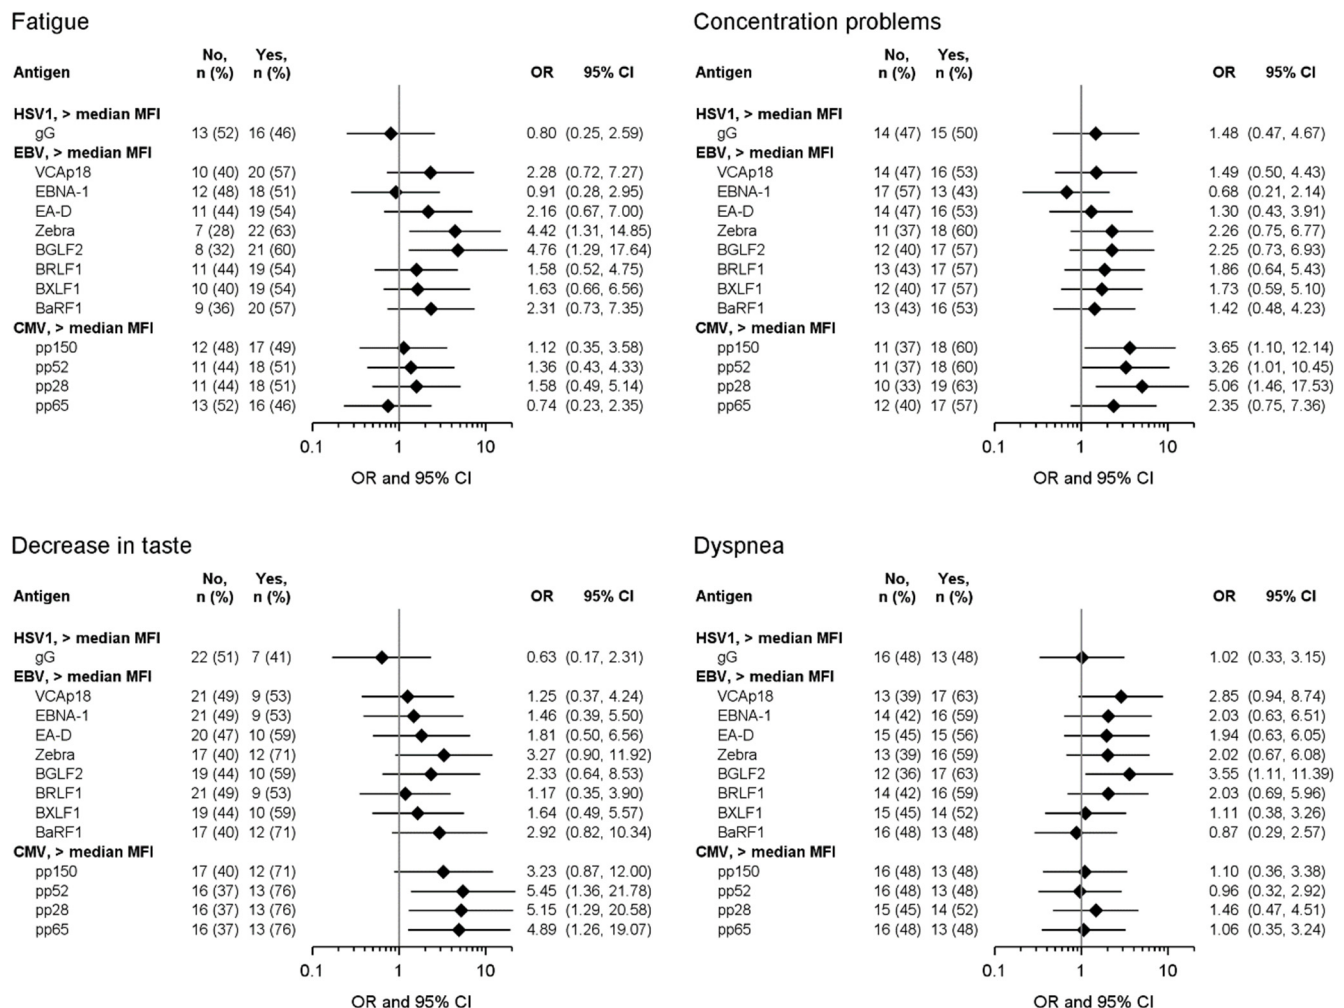 Fatigue
No, Yes,
Antigen n (%) n (%) OR 95% CI
HSV1, > median MFI
gG 13 (52) 16 (46) 0.80 (0.25, 2.59)
EBV, > median MFI
VCAp18 10 (40) 20 (57) 2.28 (0.72, 7.27)
EBNA-1 12 (48) 18 (51) 0.91 (0.28, 2.95)
EA-D 11 (44) 19 (54) 2.16 (0.67, 7.00)
Zebra 7 (28) 22 (63) 4.42 (1.31, 14.85)
BGLF2 8 (32) 21 (60) 4.76 (1.29, 17.64)
BRLF1 11 (44) 19 (54) 1.58 (0.52, 4.75)
BXLF1 10 (40) 19 (54) 1.63 (0.66, 6.56)
BaRF1 9 (36) 20 (57) 2.31 (0.73, 7.35)
CMV, > median MFI
pp150 12 (48) 17 (49) 1.12 (0.35, 3.58)
pp52 11 (44) 18 (51) 1.36 (0.43, 4.33)
pp28 11 (44) 18 (51) 1.58 (0.49, 5.14)
pp65 13 (52) 16 (46) 0.74 (0.23, 2.35)
0.1 1 10
OR and 95% CI
Concentration problems
No, Yes,
Antigen n (%) n (%) OR 95% CI
HSV1, > median MFI
gG 14 (47) 15 (50) 1.48 (0.47, 4.67)
EBV, > median MFI
VCAp18 14 (47) 16 (53) 1.49 (0.50, 4.43)
EBNA-1 17 (57) 13 (43) 0.68 (0.21, 2.14)
EA-D 14 (47) 16 (53) 1.30 (0.43, 3.91)
Zebra 11 (37) 18 (60) 2.26 (0.75, 6.77)
BGLF2 12 (40) 17 (57) 2.25 (0.73, 6.93)
BRLF1 13 (43) 17 (57) 1.86 (0.64, 5.43)
BXLF1 12 (40) 17 (57) 1.73 (0.59, 5.10)
BaRF1 13 (43) 16 (53) 1.42 (0.48, 4.23)
CMV, > median MFI
pp150 11 (37) 18 (60) 3.65 (1.10, 12.14)
pp52 11 (37) 18 (60) 3.26 (1.01, 10.45)
pp28 10 (33) 19 (63) 5.06 (1.46, 17.53)
pp65 12 (40) 17 (57) 2.35 (0.75, 7.36)
0.1 1 10
OR and 95% CI
Decrease in taste
No, Yes,
Antigen n (%) n (%) OR 95% CI
HSV1, > median MFI
gG 22 (51) 7 (41) 0.63 (0.17, 2.31)
EBV, > median MFI
VCAp18 21 (49) 9 (53) 1.25 (0.37, 4.24)
EBNA-1 21 (49) 9 (53) 1.46 (0.39, 5.50)
EA-D 20 (47) 10 (59) 1.81 (0.50, 6.56)
Zebra 17 (40) 12 (71) 3.27 (0.90, 11.92)
BGLF2 19 (44) 10 (59) 2.33 (0.64, 8.53)
BRLF1 21 (49) 9 (53) 1.17 (0.35, 3.90)
BXLF1 19 (44) 10 (59) 1.64 (0.49, 5.57)
BaRF1 17 (40) 12 (71) 2.92 (0.82, 10.34)
CMV, > median MFI
pp150 17 (40) 12 (71) 3.23 (0.87, 12.00)
pp52 16 (37) 13 (76) 5.45 (1.36, 21.78)
pp28 16 (37) 13 (76) 5.15 (1.29, 20.58)
pp65 16 (37) 13 (76) 4.89 (1.26, 19.07)
0.1 1 10
OR and 95% CI
Dyspnea
No, Yes,
Antigen n (%) n (%) OR 95% CI
HSV1, > median MFI
gG 16 (48) 13 (48) 1.02 (0.33, 3.15)
EBV, > median MFI
VCAp18 13 (39) 17 (63) 2.85 (0.94, 8.74)
EBNA-1 14 (42) 16 (59) 2.03 (0.63, 6.51)
EA-D 15 (45) 15 (56) 1.94 (0.63, 6.05)
Zebra 13 (39) 16 (59) 2.02 (0.67, 6.08)
BGLF2 12 (36) 17 (63) 3.55 (1.11, 11.39)
BRLF1 14 (42) 16 (59) 2.03 (0.69, 5.96)
BXLF1 15 (45) 14 (52) 1.11 (0.38, 3.26)
BaRF1 16 (48) 13 (48) 0.87 (0.29, 2.57)
CMV, > median MFI
pp150 16 (48) 13 (48) 1.10 (0.36, 3.38)
pp52 16 (48) 13 (48) 0.96 (0.32, 2.92)
pp28 15 (45) 14 (52) 1.46 (0.47, 4.51)
pp65 16 (48) 13 (48) 1.06 (0.35, 3.24)
0.1 1 10
OR and 95% CI